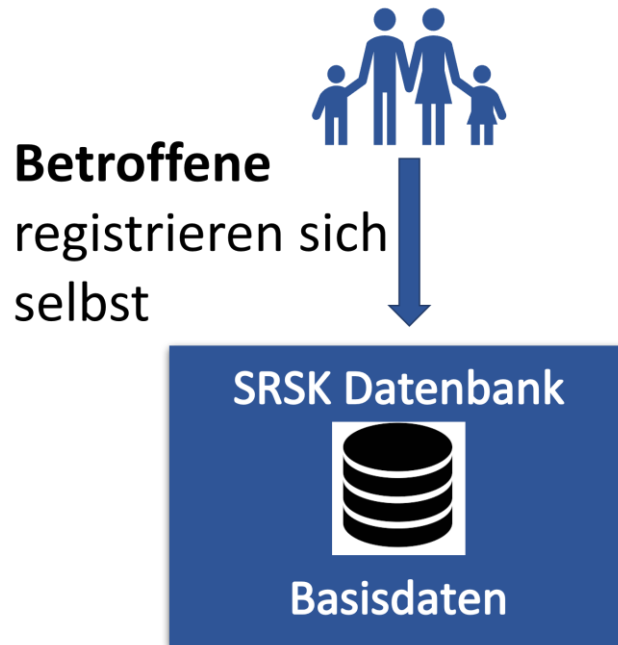 Betroffene
registrieren sich
selbst
SRSK Datenbank
Basisdaten